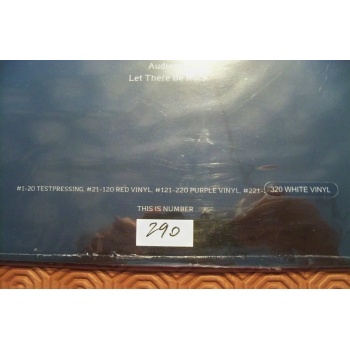 Let There Be Rock
#1-20 TESTPRESSING, #21-120 RED VINYL, #121-220 PURPLE VINYL, #221- 320 WHITE VINYL
THIS IS NUMBER
290